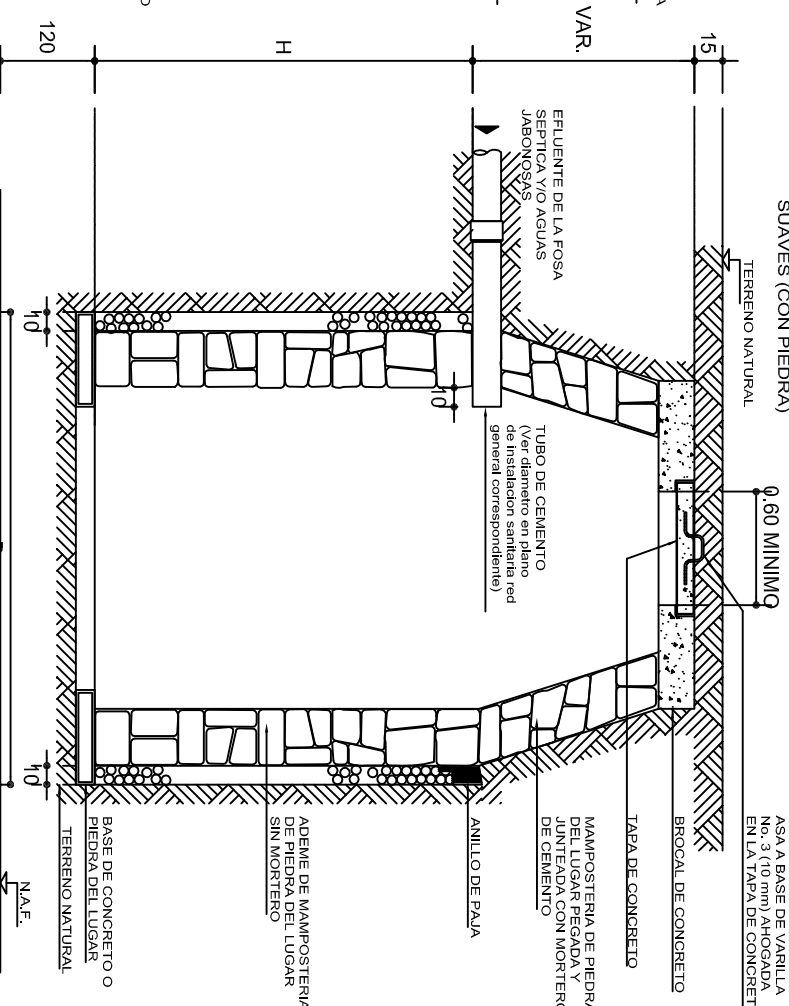 SUAVES (CON PIEDRA)
0.60 MINIMO
TERRENO NATURAL
15
VAR.
H
120
EFLUENTE DE LA FOSA
SEPTICA Y/O AGUAS
JABONOSAS
TUBO DE CEMENTO
(Ver diametro en plano
de instalacion sanitaria red
general correspondiente)
10
10
10
ASA A BASE DE VARILLA
No. 3 (10 mm) AHOGADA
EN LA TAPA DE CONCRET
BROCAL DE CONCRETO
TAPA DE CONCRETO
MAMPOSTERIA DE PIEDRA
DEL LUGAR PEGADA Y
JUNTEADA CON MORTERO
DE CEMENTO
ANILLO DE PAJA
ADEME DE MAMPOSTERIA
DE PIEDRA DEL LUGAR
SIN MORTERO
BASE DE CONCRETO O
PIEDRA DEL LUGAR
TERRENO NATURAL
N.A.F.